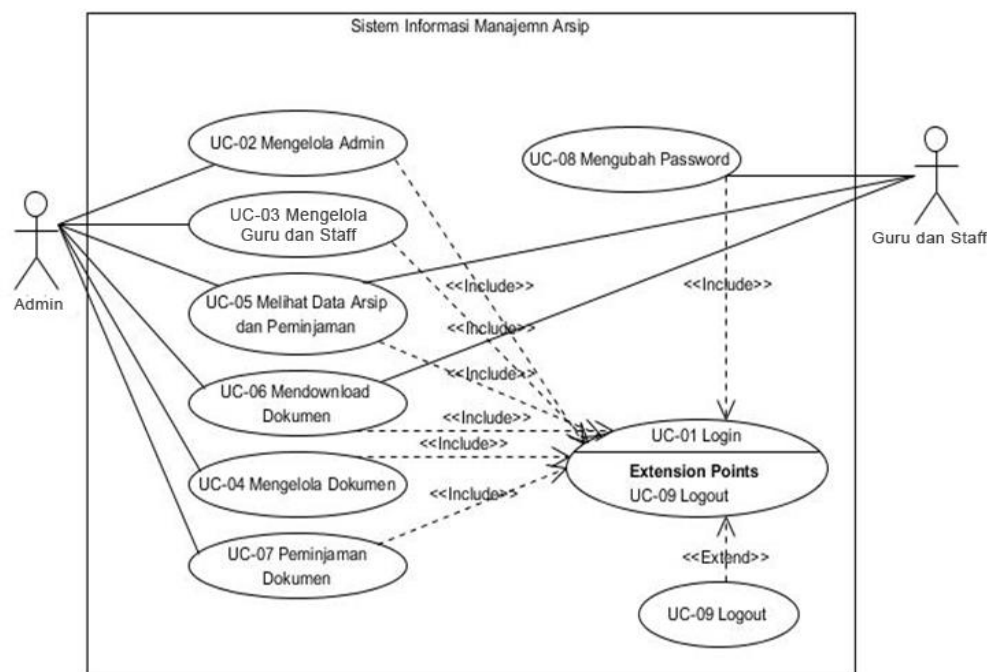 Sistem Informasi Manajemn Arsip
UC-02 Mengelola Admin
UC-08 Mengubah Password
UC-03 Mengelola
Guru dan Staff
Guru dan Staff
Admin
UC-05 Melihat Data Arsip
dan Peminjaman
<<Include>>
<<Include>>
<<Include>>
<<Include>>
UC-06 Mendownload
Dokumen
<<Include>>
UC-01 Login
<<Include>>
Extension Points
UC-09 Logout
UC-04 Mengelola Dokumen
<<Include>>
UC-07 Peminjaman
Dokumen
<<Extend>>
UC-09 Logout